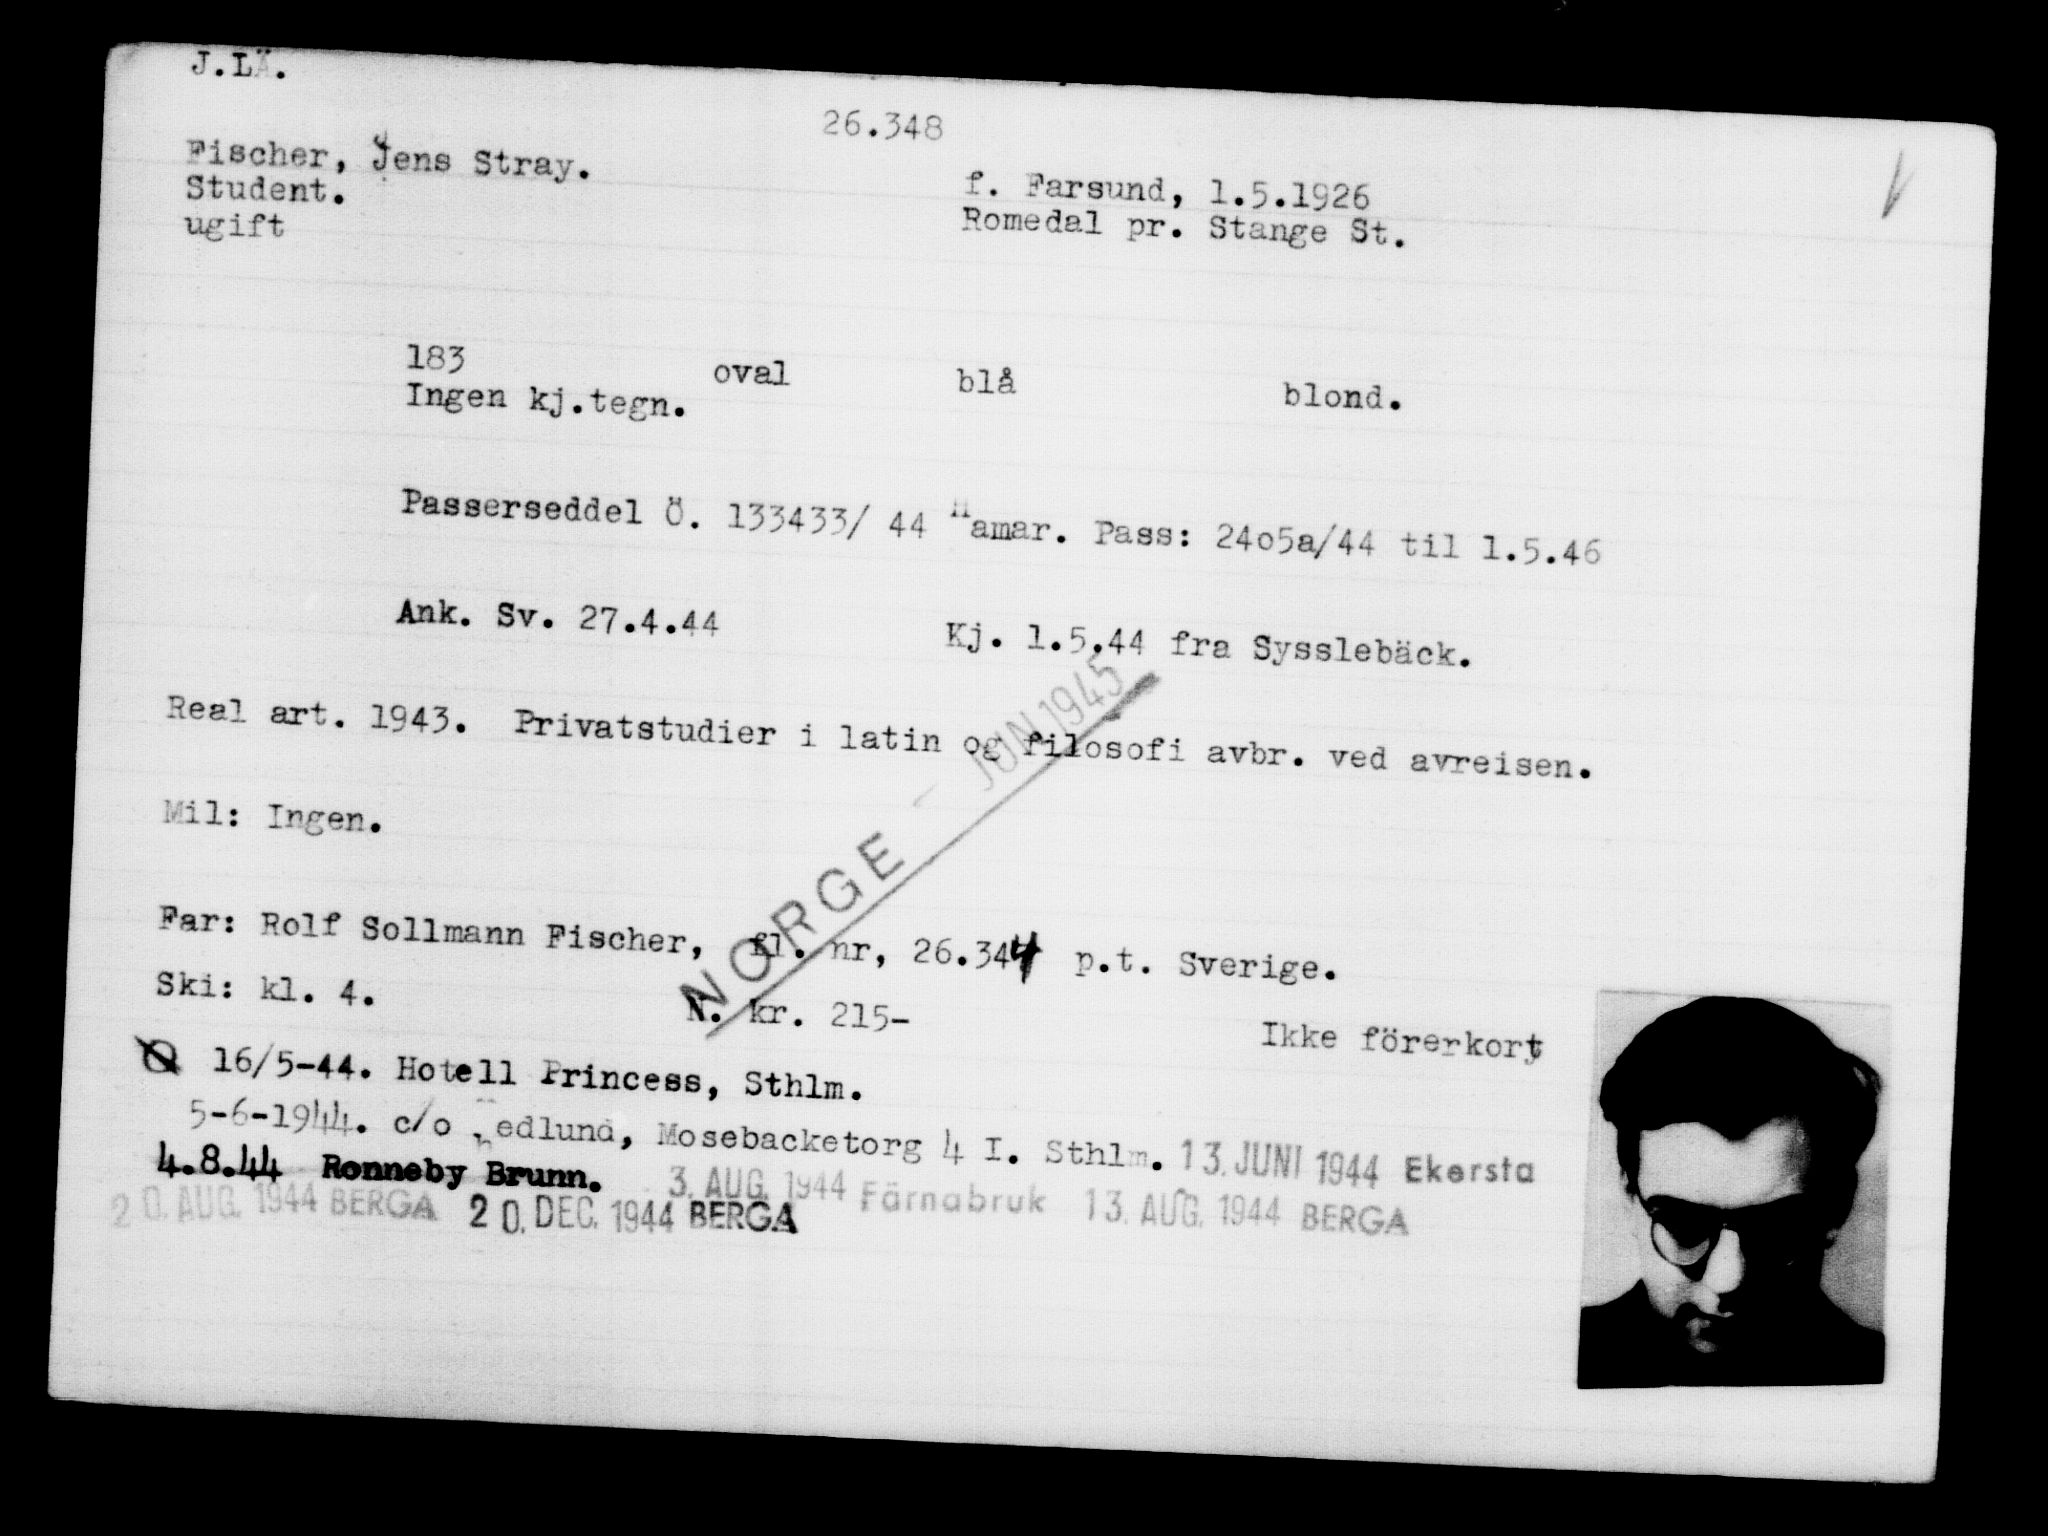 J.LÄ.
26.348
Fischer, Jens Stray.
f. Farsund, 1.5.1926
Student.
Romedal pr. Stange St.
ugift
183 oval blå blond.
Ingen kj.tegn.
Passerseddel Ö. 133433/ 44 Hamar. Pass: 24o5a/44 til 1.5.46
Ank. Sv. 27.4.44 Kj. 1.5.44 fra Sysslebäck.
Real art. 1943. Privatstudier i latin og filosofi avbr. ved avreisen.
NORGE - JUN 1945
Mil: Ingen.
Far: Rolf Sollmann Fischer, fl. nr, 26.344 p.t. Sverige.
Ski: kl. 4. N. kr. 215- Ikke förerkort
O 16/5-44. Hotell Princess, Sthlm.
5-6-1944. c/o Hedlund, Mosebacketorg 4 I. Sthlm. 13. JUNI 1944 Ekersta
4.8.44 Ronneby Brunn. 3. AUG. 1944 Färnabruk 13. AUG. 1944 BERGA
20. AUG. 1944 BERGA 20. DEC. 1944 BERGA